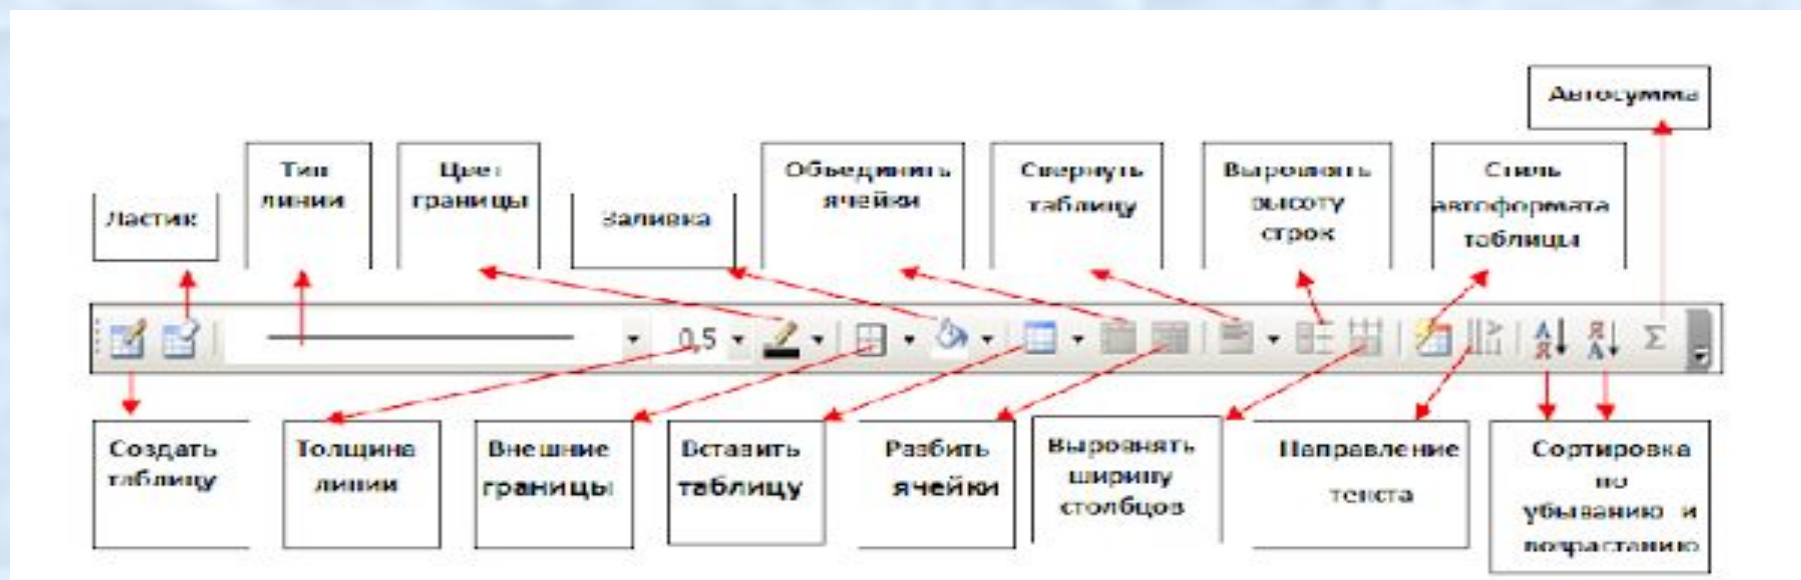 Автосумма
Тип
линии
Цвет
границы
Объединить
ячейки
Свернуть
таблицу
Выровнять
высоту
строк
Стиль
автоформата
таблицы
Ластик
Заливка
0,5
А
Я
Я
А
Σ
Создать
таблицу
Толщина
линии
Внешние
границы
Вставить
таблицу
Разбить
ячейки
Выровнять
ширину
столбцов
Направление
текста
Сортировка
по
убыванию и
возрастанию